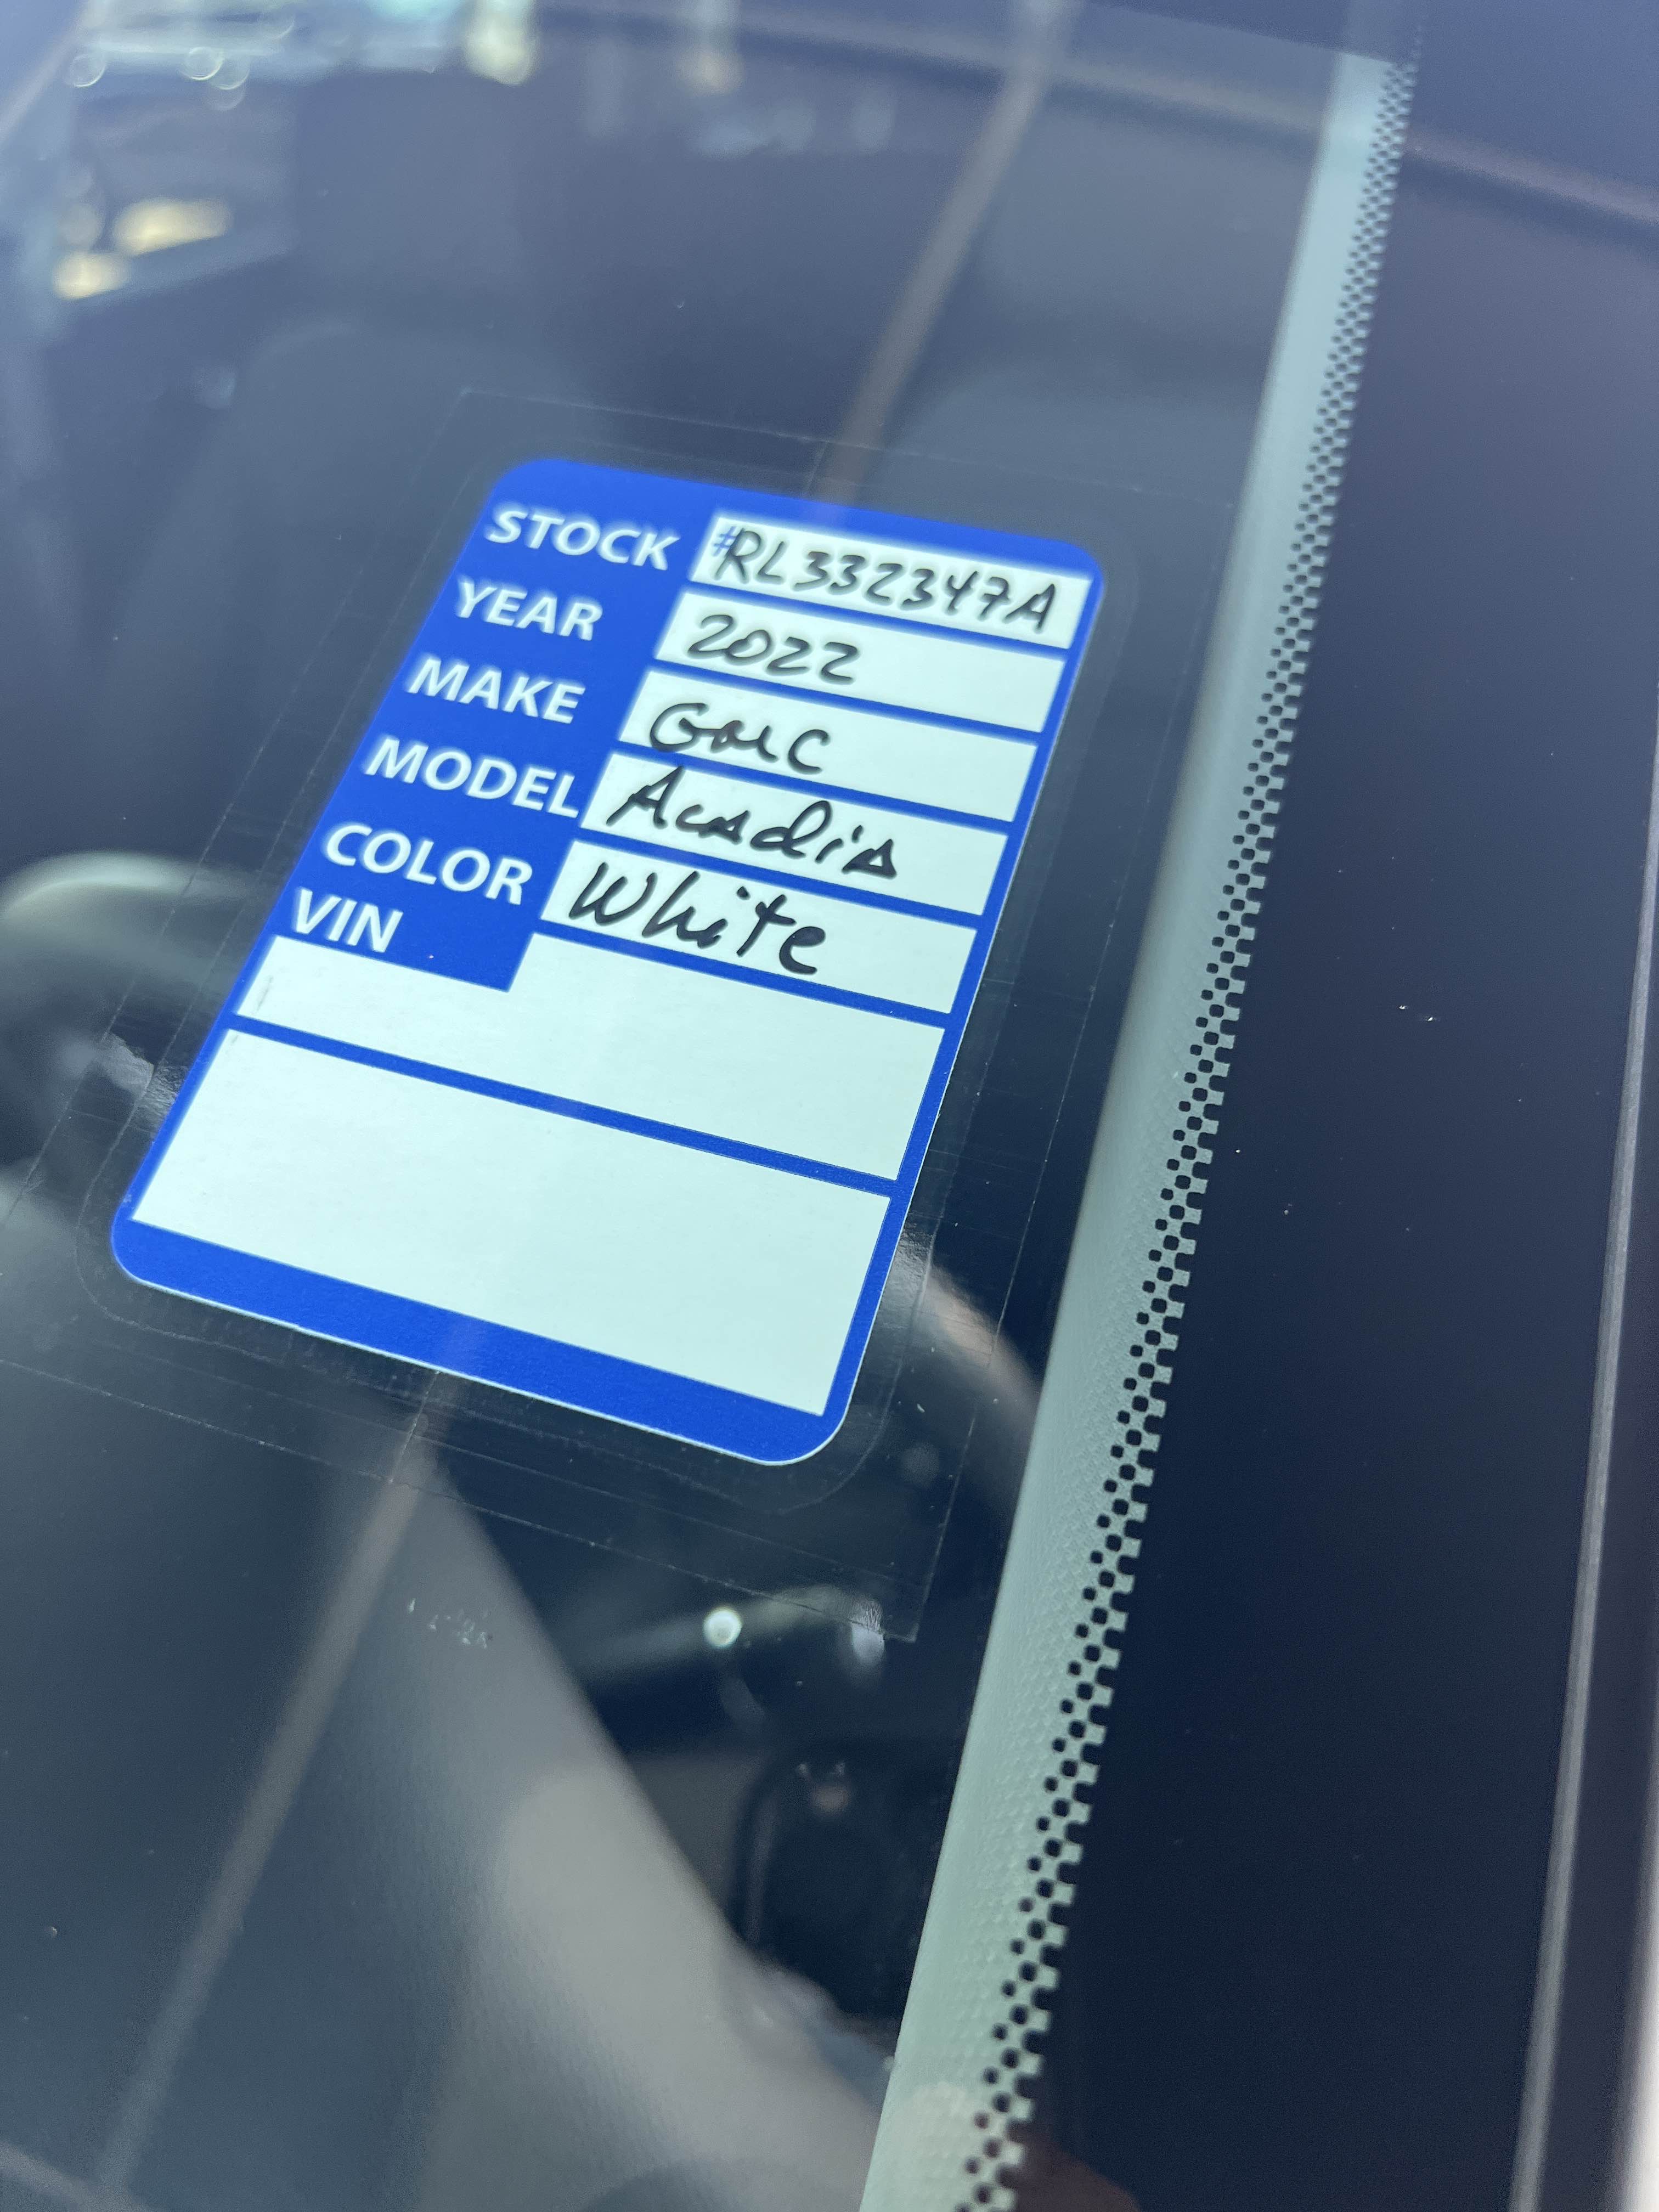 STOCK #RL332347A
YEAR 2022
MAKE GMC
MODEL Acadia
COLOR White
VIN